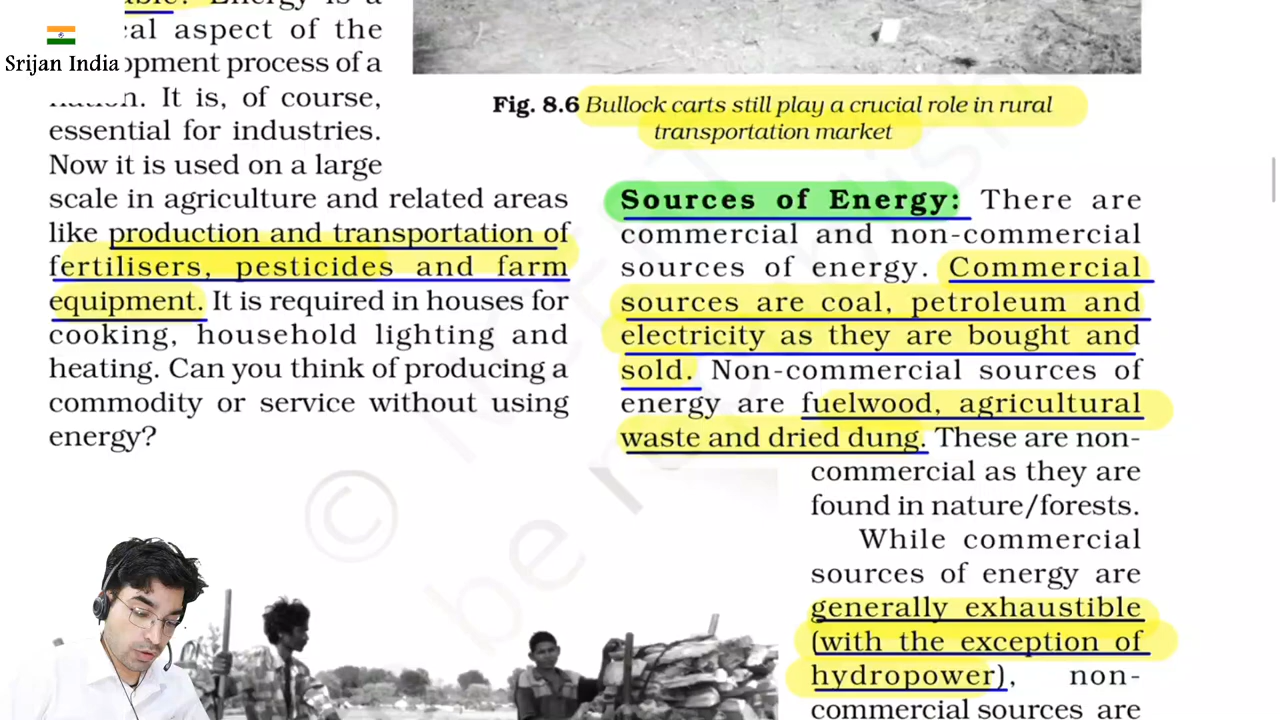 Srijan India
aspect of the
process of a
It is, of course,
essential for industries.
Now it is used on a large
scale in agriculture and related areas
like production and transportation of
fertilisers, pesticides and farm
equipment. It is required in houses for
cooking, household lighting and
heating. Can you think of producing a
commodity or service without using
energy?
Fig. 8.6 Bullock carts still play a crucial role in rural
transportation market
Sources of Energy: There are
commercial and non-commercial
sources of energy. Commercial
sources are coal, petroleum and
electricity as they are bought and
sold. Non-commercial sources of
energy are fuelwood, agricultural
waste and dried dung. These are non-
commercial as they are
found in nature/forests.
While commercial
sources of energy are
generally exhaustible
(with the exception of
hydropower), non-
commercial sources are